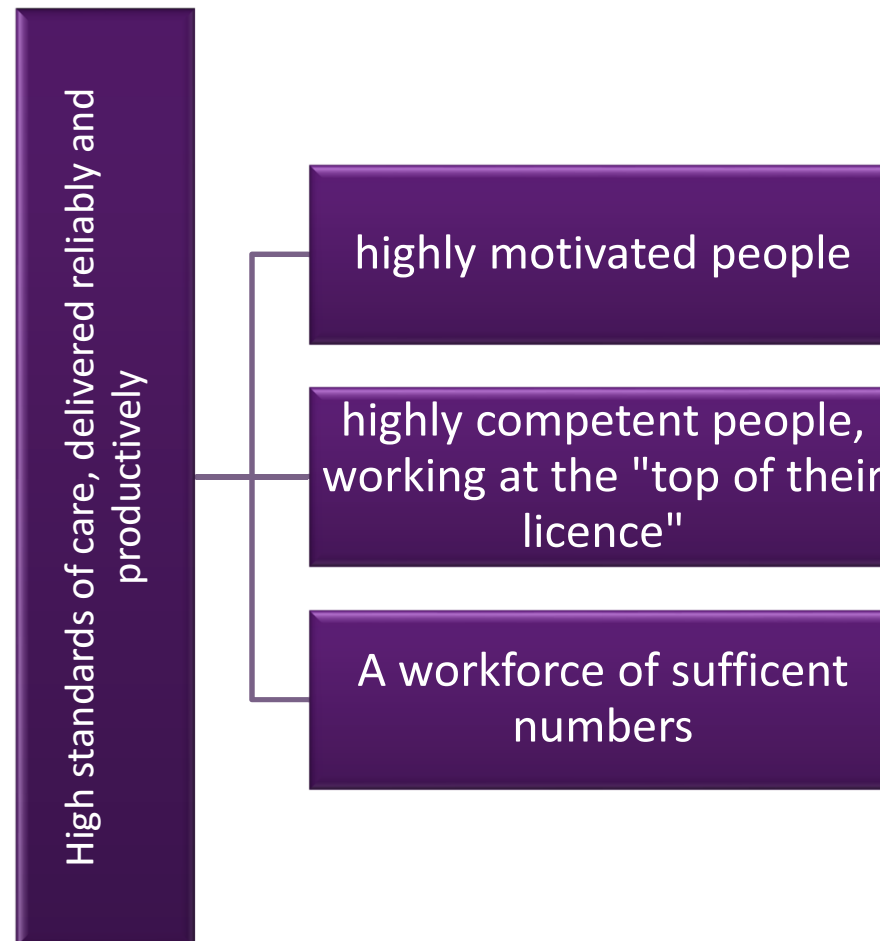 High standards of care, delivered reliably and
productively
highly motivated people
highly competent people,
working at the "top of their
licence"
A workforce of sufficent
numbers